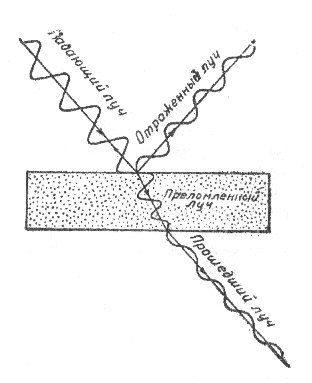 Падающий луч
Отраженный луч
Преломленный
луч
Прошедший луч